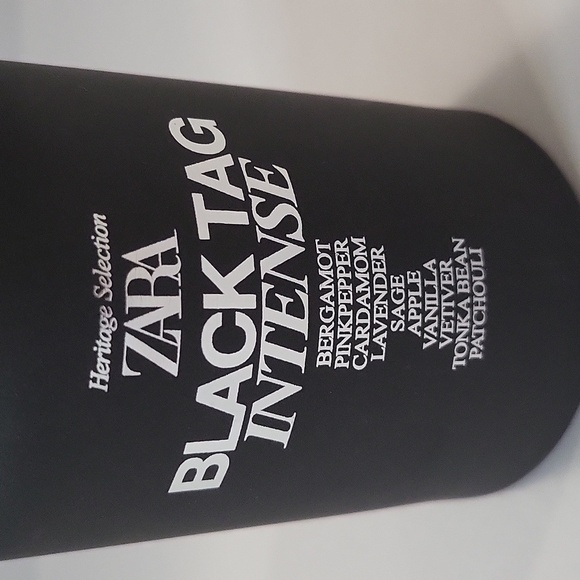 Heritage Selection
ZARA
BLACK TAG
INTENSE
BERGAMOT
PINKPEPPER
CARDAMOM
LAVENDER
SAGE
APPLE
VANILLA
VETIVER
TONKA BEAN
PATCHOULI